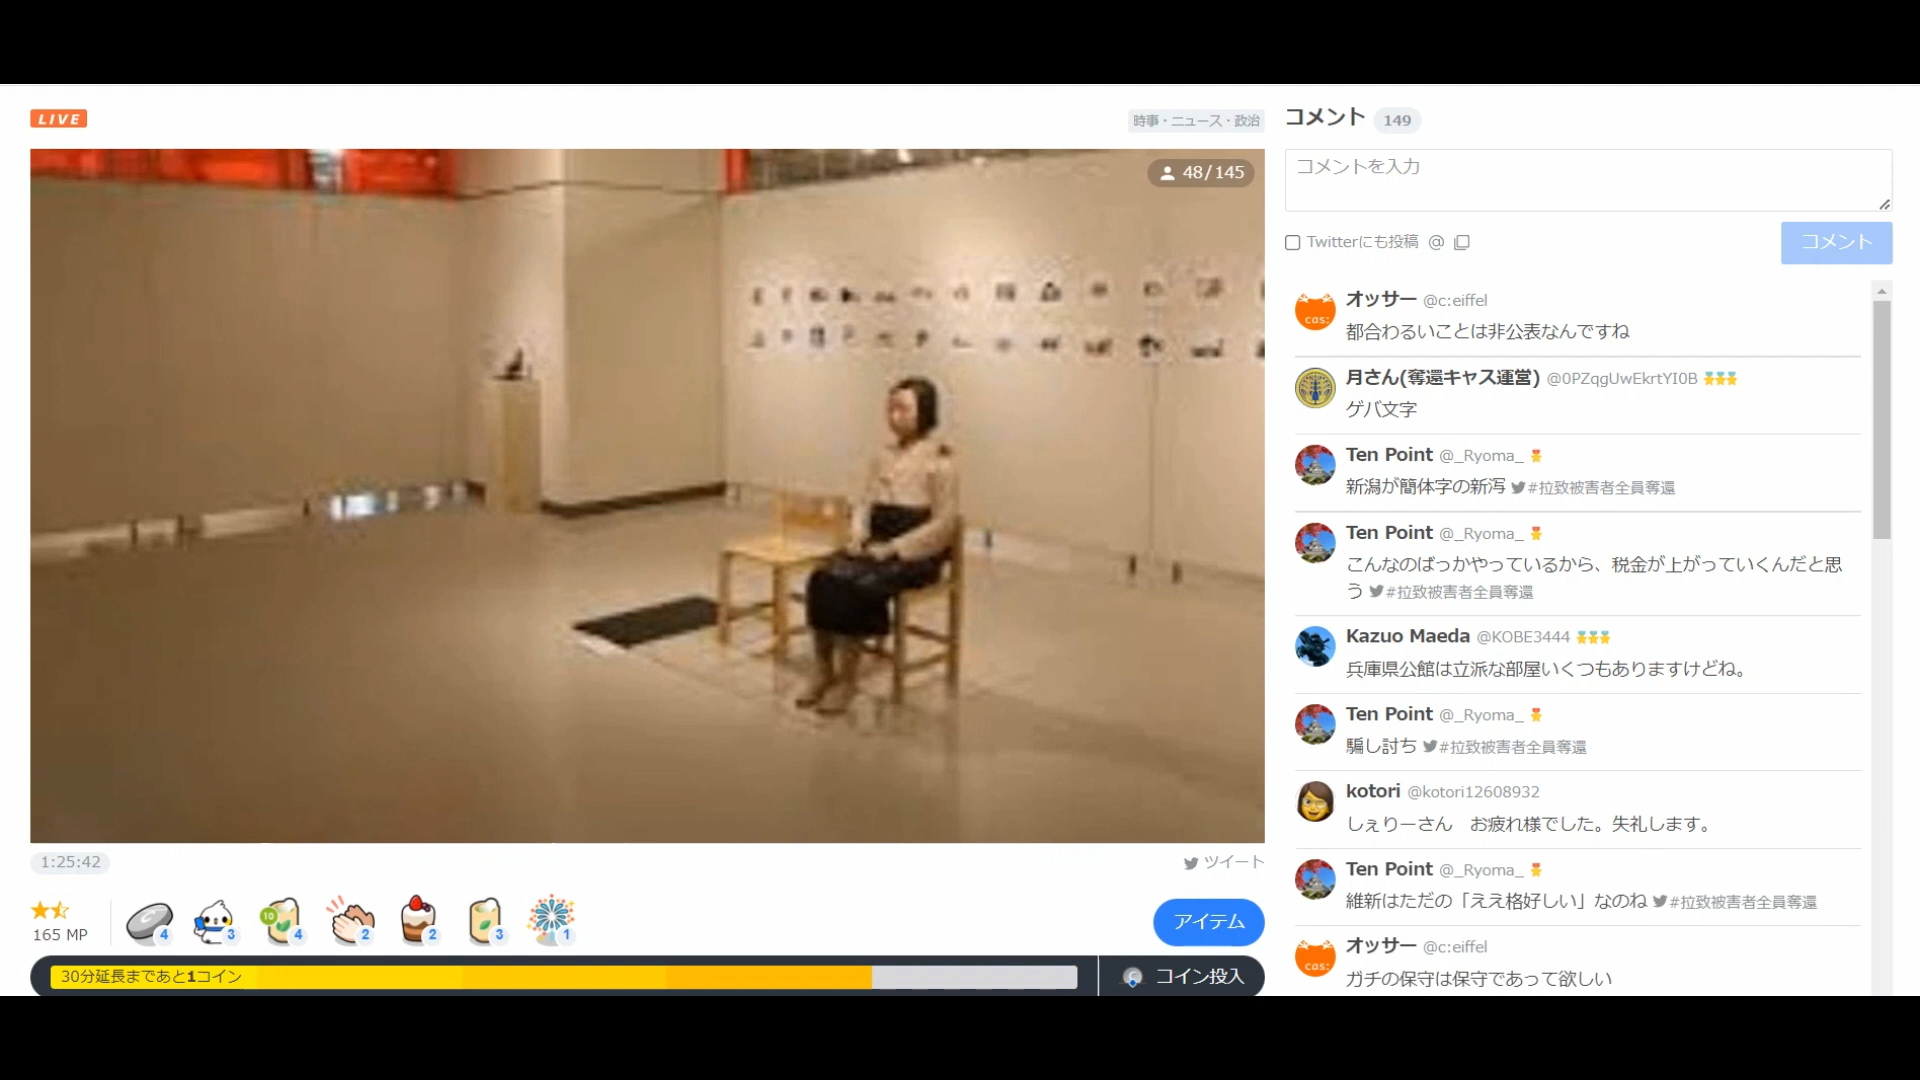 LIVE
時事・ニュース・政治
48/145
1:25:42
ツイート
165 MP
4
3
10
4
2
2
3
1
アイテム
30分延長まであと1コイン
コイン投入
コメント 149
コメントを入力
Twitterにも投稿 @
コメント
オッサー @c:eiffel
cas:
都合わるいことは非公表なんですね
月さん(奪還キャス運営) @0PZqgUwEkrtYI0B
ゲバ文字
Ten Point @_Ryoma_
新潟が簡体字の新泻 #拉致被害者全員奪還
Ten Point @_Ryoma_
こんなのばっかやっているから、税金が上がっていくんだと思
う #拉致被害者全員奪還
Kazuo Maeda @KOBE3444
兵庫県公館は立派な部屋いくつもありますけどね。
Ten Point @_Ryoma_
騙し討ち #拉致被害者全員奪還
kotori @kotori12608932
しぇりーさん　お疲れ様でした。失礼します。
Ten Point @_Ryoma_
維新はただの「ええ格好しい」なのね #拉致被害者全員奪還
オッサー @c:eiffel
cas:
ガチの保守は保守であって欲しい